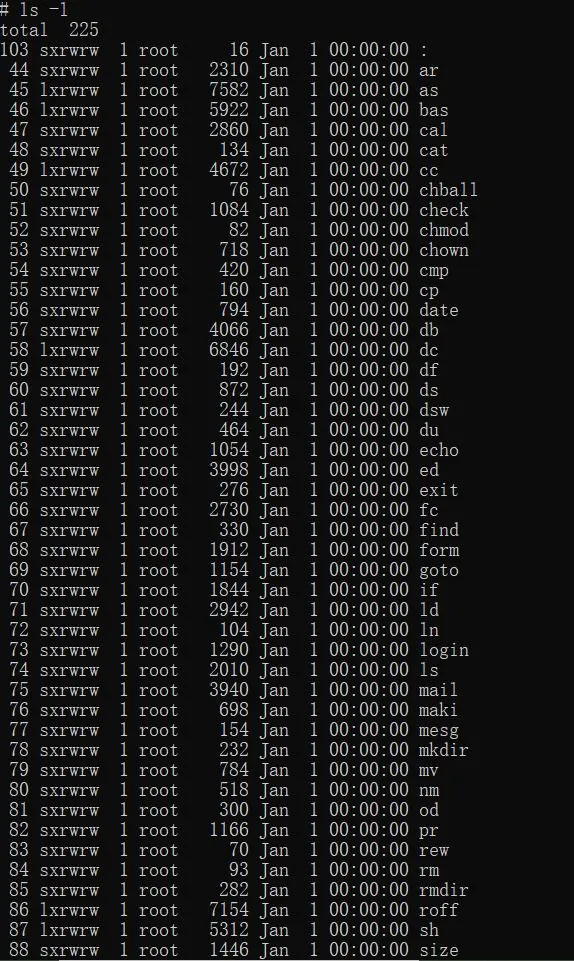 # ls -l
total  225
103 sxrwrw  1 root     16 Jan  1 00:00:00 :
 44 sxrwrw  1 root   2310 Jan  1 00:00:00 ar
 45 lxrwrw  1 root   7582 Jan  1 00:00:00 as
 46 lxrwrw  1 root   5922 Jan  1 00:00:00 bas
 47 sxrwrw  1 root   2860 Jan  1 00:00:00 cal
 48 sxrwrw  1 root    134 Jan  1 00:00:00 cat
 49 lxrwrw  1 root   4672 Jan  1 00:00:00 cc
 50 sxrwrw  1 root     76 Jan  1 00:00:00 chball
 51 sxrwrw  1 root   1084 Jan  1 00:00:00 check
 52 sxrwrw  1 root     82 Jan  1 00:00:00 chmod
 53 sxrwrw  1 root    718 Jan  1 00:00:00 chown
 54 sxrwrw  1 root    420 Jan  1 00:00:00 cmp
 55 sxrwrw  1 root    160 Jan  1 00:00:00 cp
 56 sxrwrw  1 root    794 Jan  1 00:00:00 date
 57 sxrwrw  1 root   4066 Jan  1 00:00:00 db
 58 lxrwrw  1 root   6846 Jan  1 00:00:00 dc
 59 sxrwrw  1 root    192 Jan  1 00:00:00 df
 60 sxrwrw  1 root    872 Jan  1 00:00:00 ds
 61 sxrwrw  1 root    244 Jan  1 00:00:00 dsw
 62 sxrwrw  1 root    464 Jan  1 00:00:00 du
 63 sxrwrw  1 root   1054 Jan  1 00:00:00 echo
 64 sxrwrw  1 root   3998 Jan  1 00:00:00 ed
 65 sxrwrw  1 root    276 Jan  1 00:00:00 exit
 66 sxrwrw  1 root   2730 Jan  1 00:00:00 fc
 67 sxrwrw  1 root    330 Jan  1 00:00:00 find
 68 sxrwrw  1 root   1912 Jan  1 00:00:00 form
 69 sxrwrw  1 root   1154 Jan  1 00:00:00 goto
 70 sxrwrw  1 root   1844 Jan  1 00:00:00 if
 71 sxrwrw  1 root   2942 Jan  1 00:00:00 ld
 72 sxrwrw  1 root    104 Jan  1 00:00:00 ln
 73 sxrwrw  1 root   1290 Jan  1 00:00:00 login
 74 sxrwrw  1 root   2010 Jan  1 00:00:00 ls
 75 sxrwrw  1 root   3940 Jan  1 00:00:00 mail
 76 sxrwrw  1 root    698 Jan  1 00:00:00 maki
 77 sxrwrw  1 root    154 Jan  1 00:00:00 mesg
 78 sxrwrw  1 root    232 Jan  1 00:00:00 mkdir
 79 sxrwrw  1 root    784 Jan  1 00:00:00 mv
 80 sxrwrw  1 root    518 Jan  1 00:00:00 nm
 81 sxrwrw  1 root    300 Jan  1 00:00:00 od
 82 sxrwrw  1 root   1166 Jan  1 00:00:00 pr
 83 sxrwrw  1 root     70 Jan  1 00:00:00 rew
 84 sxrwrw  1 root     93 Jan  1 00:00:00 rm
 85 sxrwrw  1 root    282 Jan  1 00:00:00 rmdir
 86 lxrwrw  1 root   7154 Jan  1 00:00:00 roff
 87 lxrwrw  1 root   5312 Jan  1 00:00:00 sh
 88 sxrwrw  1 root   1446 Jan  1 00:00:00 size